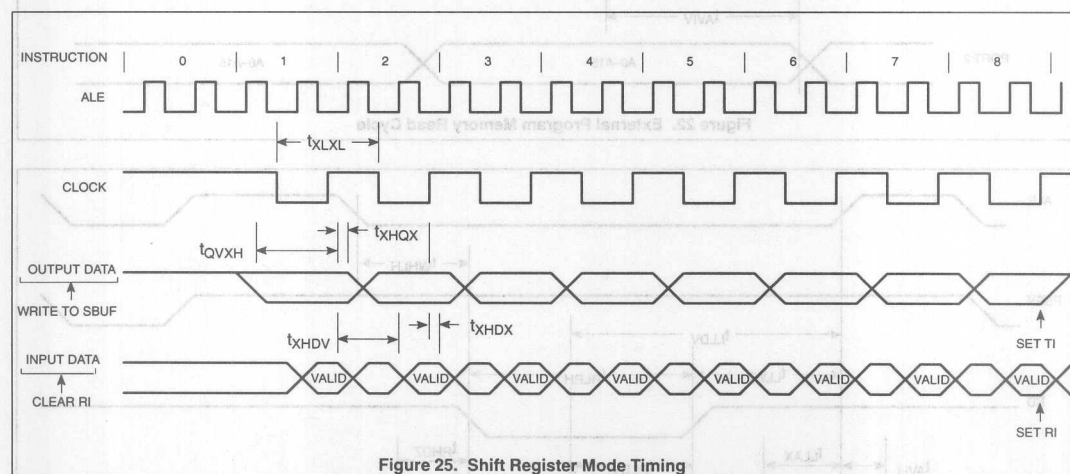 INSTRUCTION 0 1 2 3 4 5 6 7 8
ALE
tXLXL
CLOCK
tQVXH tXHQX
OUTPUT DATA
WRITE TO SBUF
tXHDV tXHDX
SET TI
INPUT DATA
VALID VALID VALID VALID VALID VALID VALID VALID
CLEAR RI
SET RI
Figure 25. Shift Register Mode Timing
Figure 22. External Program Memory Read Cycle